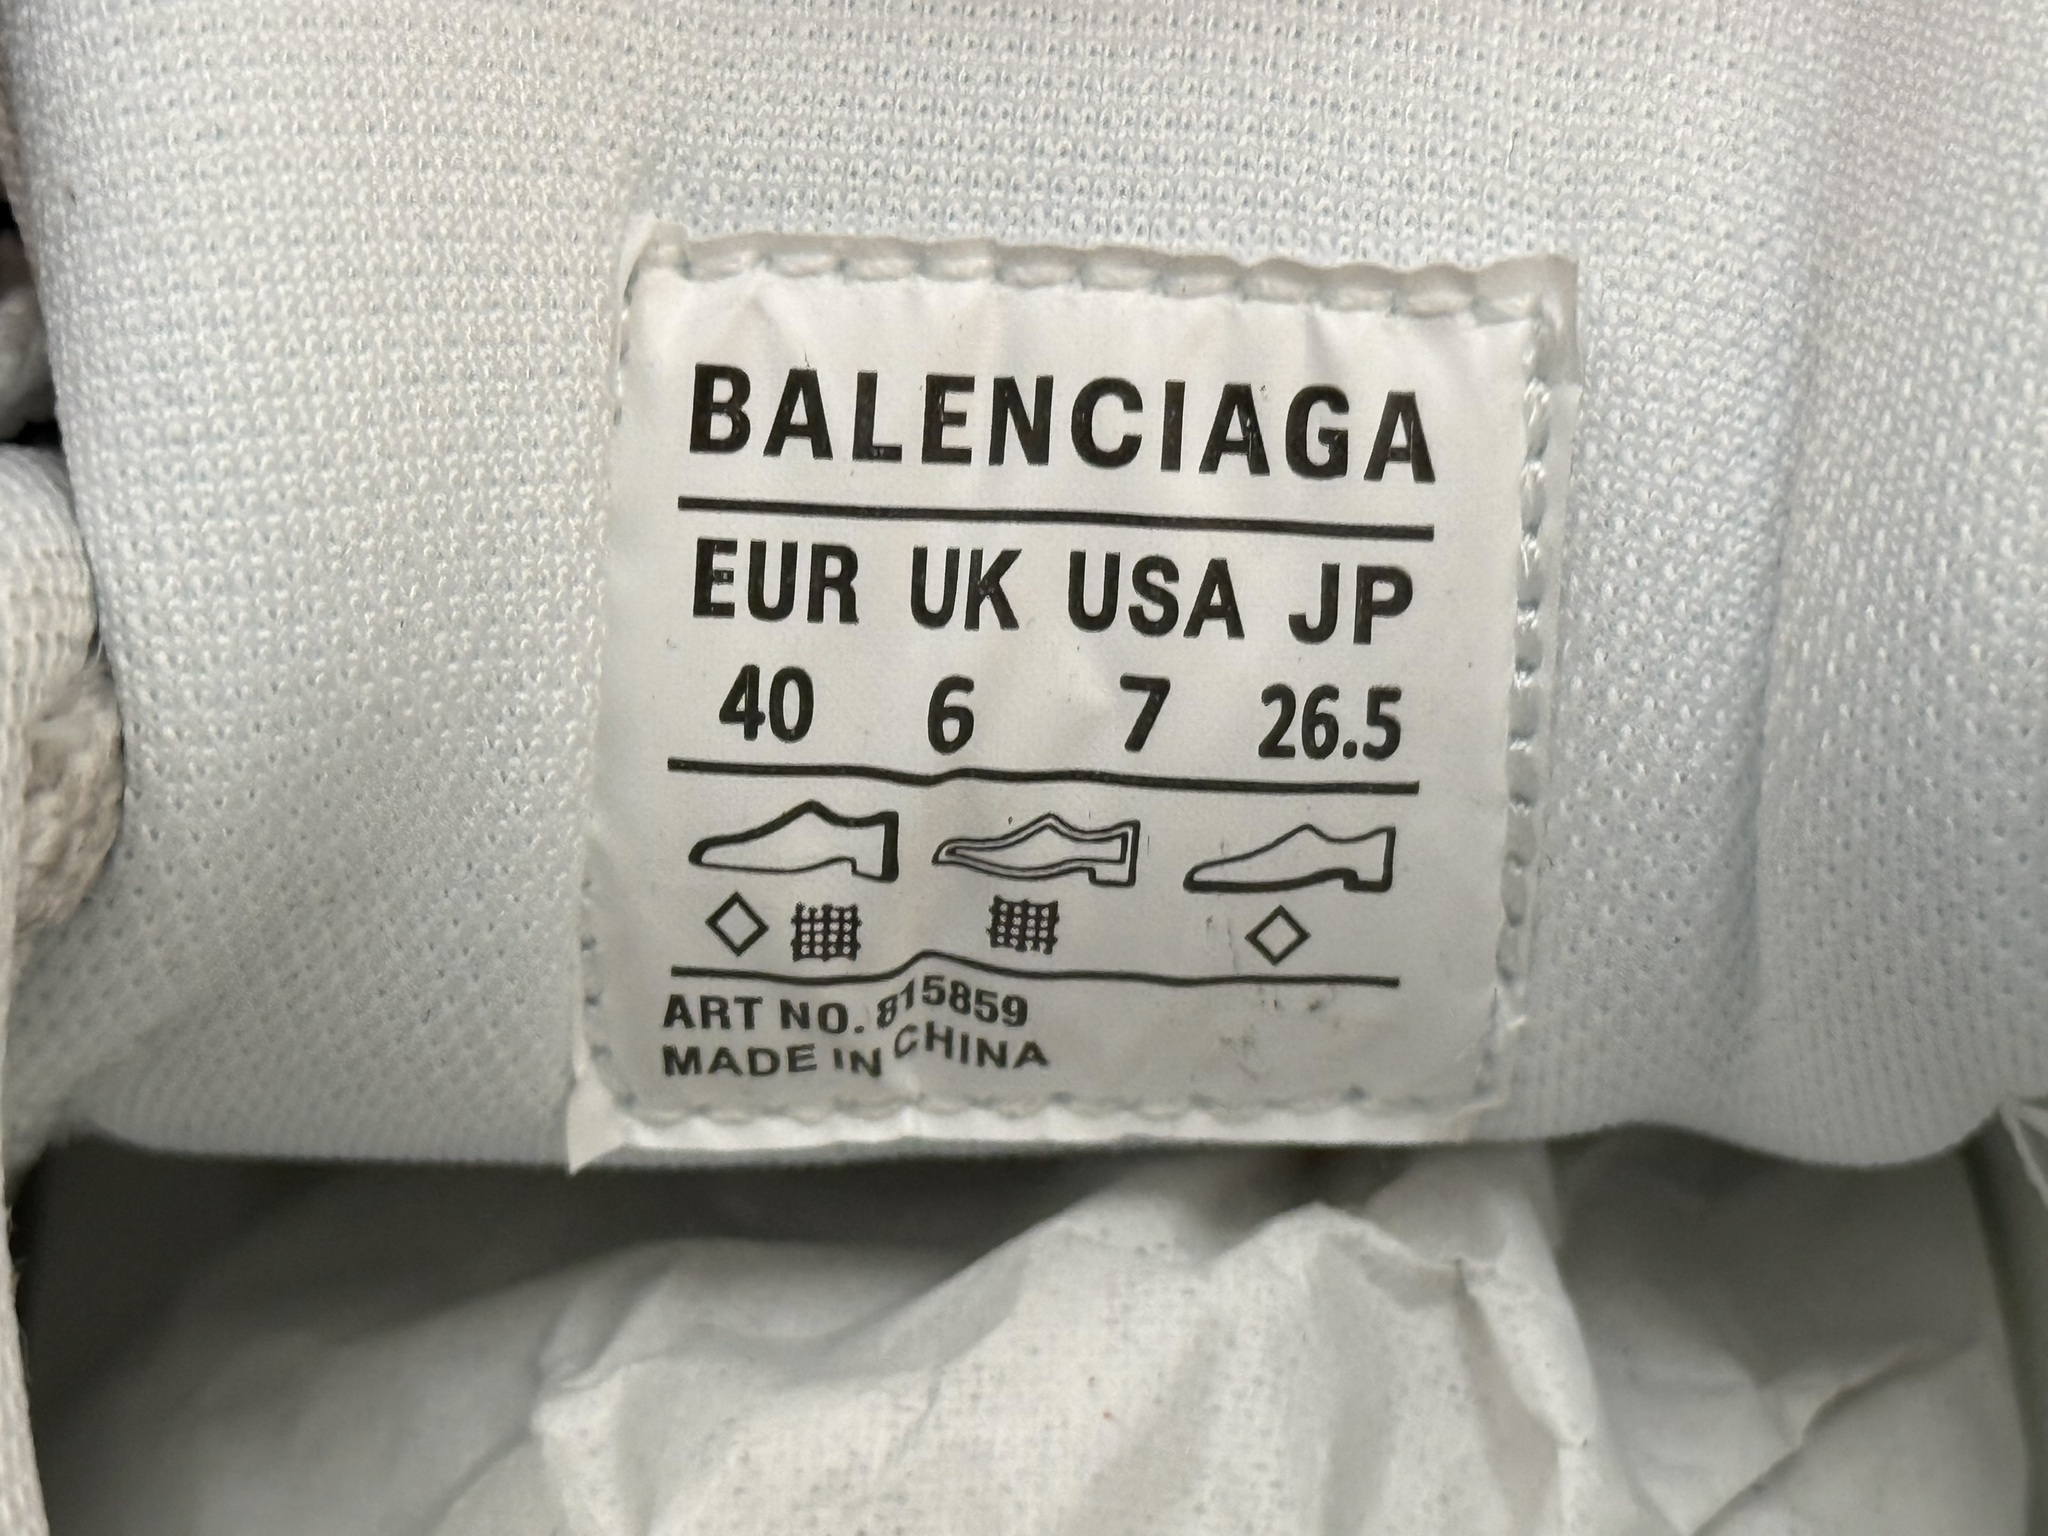 BALENCIAGA
EUR UK USA JP
40 6 7 26.5
ART NO. 815859
MADE IN CHINA